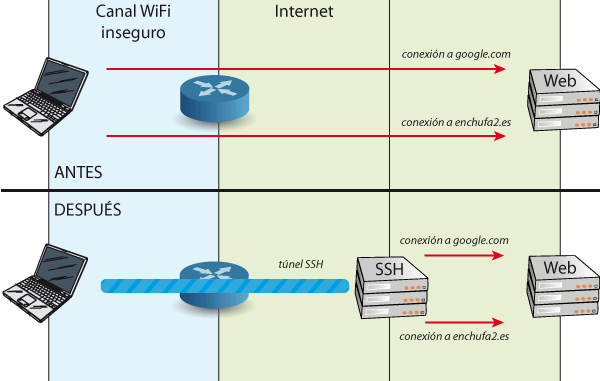 Canal WiFi
inseguro
Internet
conexión a google.com
Web
conexión a enchufa2.es
ANTES
DESPUÉS
conexión a google.com
túnel SSH
SSH
Web
conexión a enchufa2.es